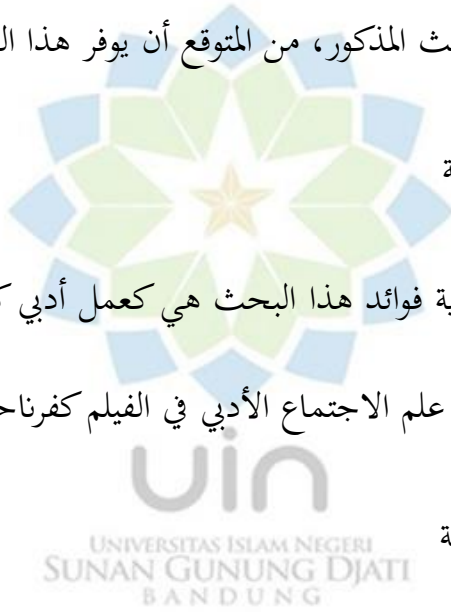 ث المذكور، من المتوقع أن يوفر هذا ال
ة
ية فوائد هذا البحث هي كعمل أدبي ك
علم الاجتماع الأدبي في الفيلم كفرناح
uin
ة
UNIVERSITAS ISLAM NEGERI
SUNAN GUNUNG DJATI
BANDUNG